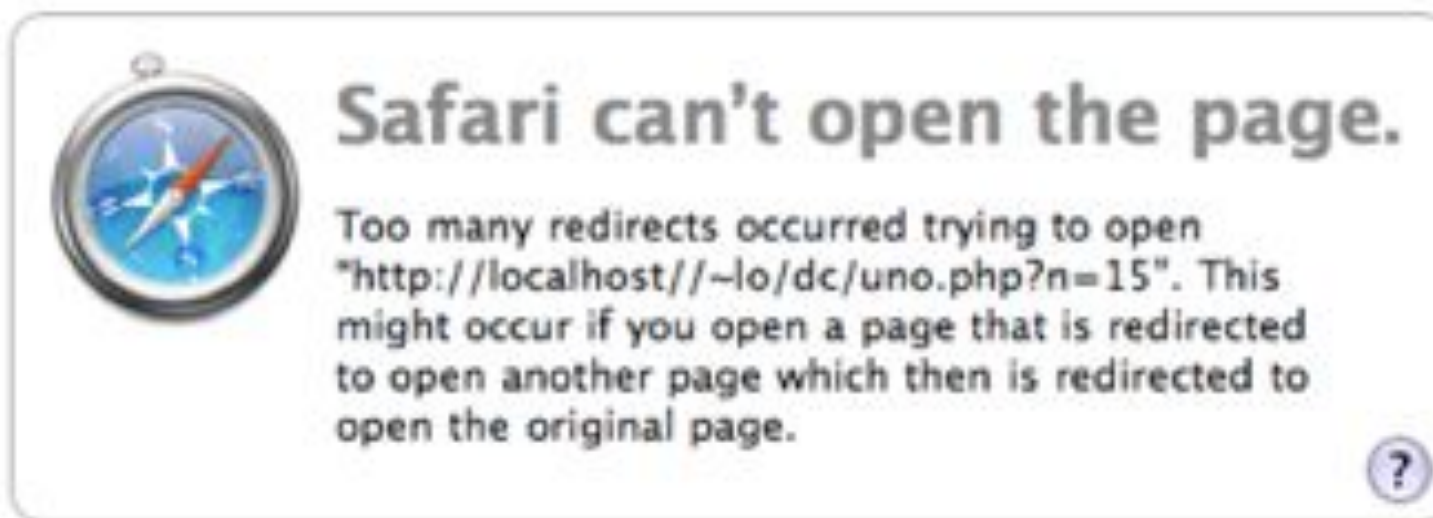 Safari can't open the page.
Too many redirects occurred trying to open
"http://localhost//~lo/dc/uno.php?n=15". This
might occur if you open a page that is redirected
to open another page which then is redirected to
open the original page.
?